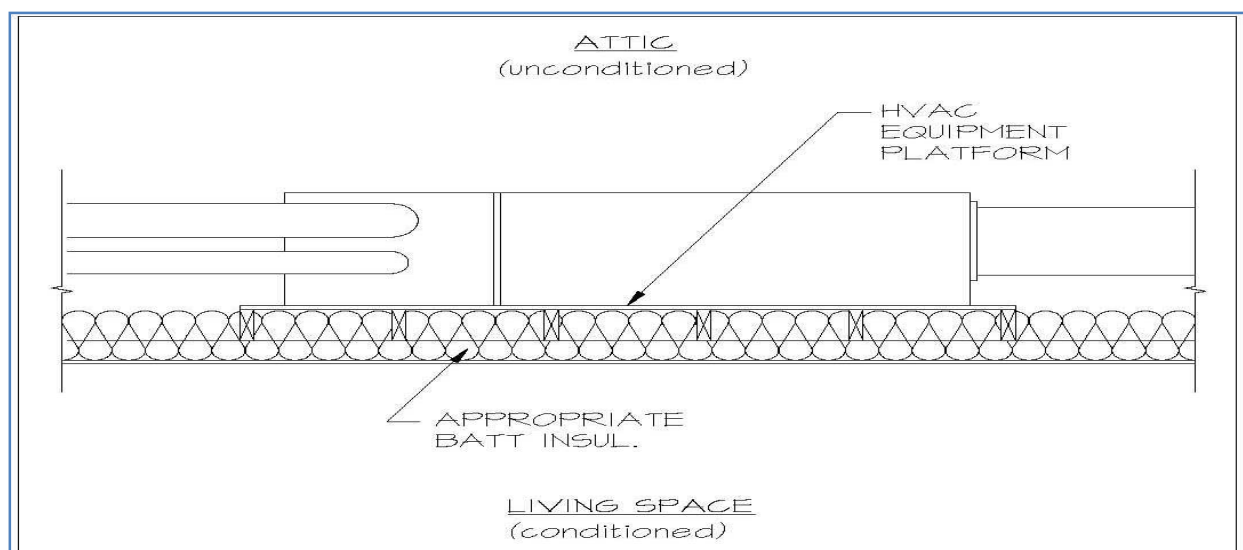 ATTIC
(unconditioned)
HVAC
EQUIPMENT
PLATFORM
APPROPRIATE
BATT INSUL.
LIVING SPACE
(conditioned)